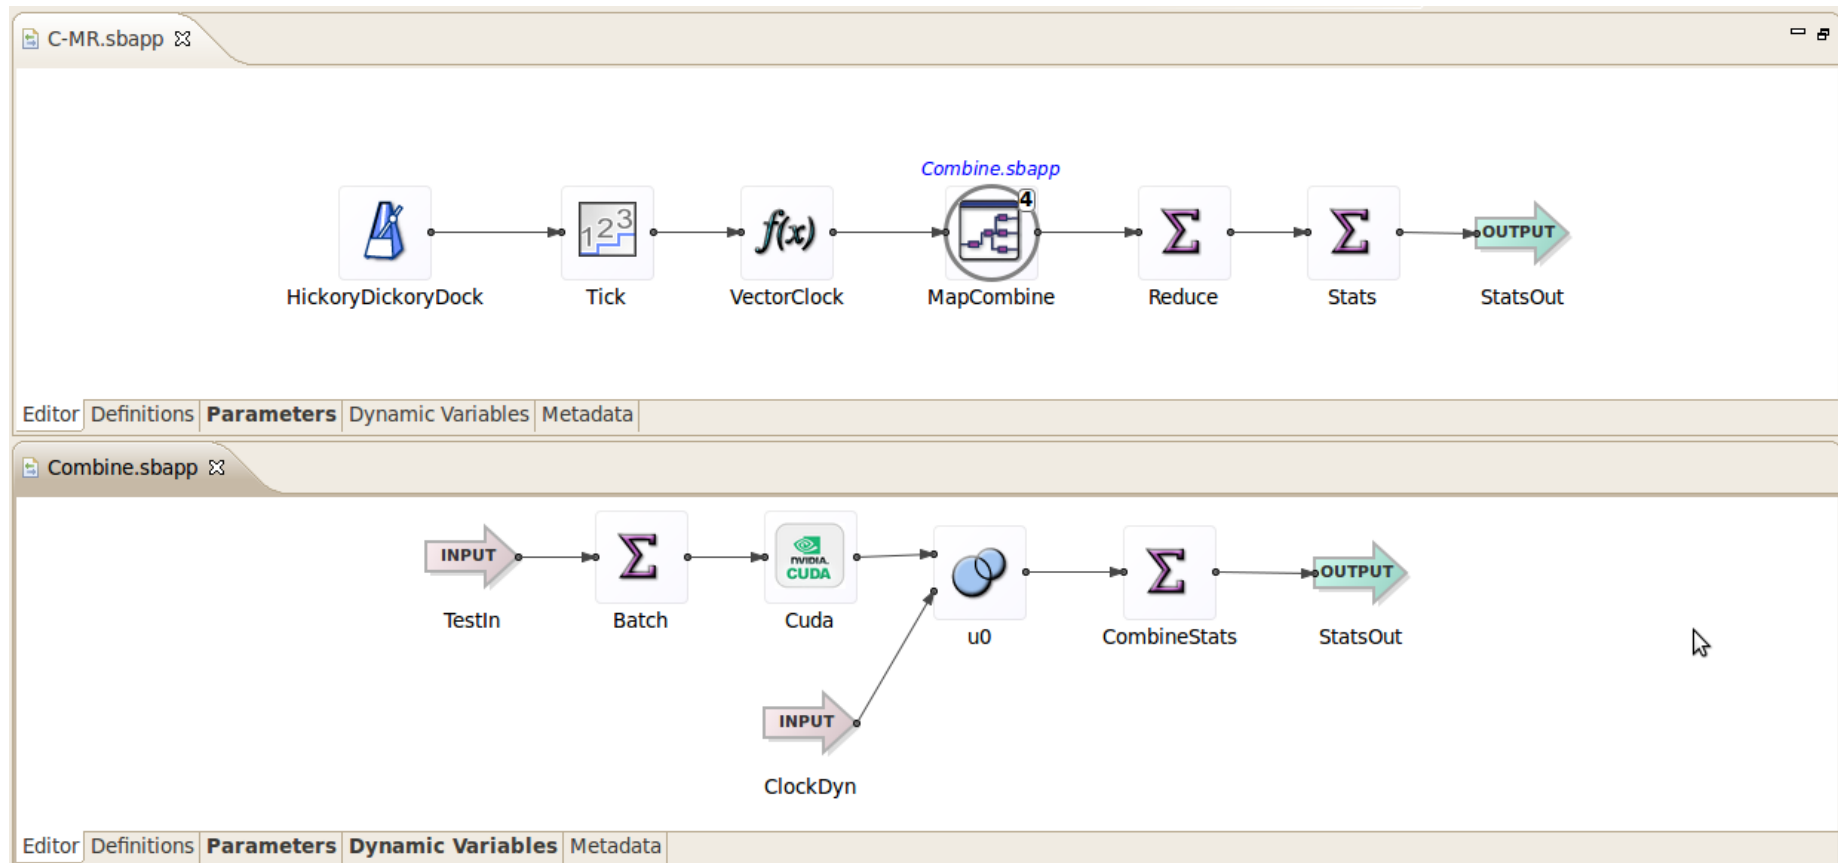 C-MR.sbapp
Combine.sbapp
4
123
f(x)
Σ
Σ
OUTPUT
HickoryDickoryDock
Tick
VectorClock
MapCombine
Reduce
Stats
StatsOut
Editor Definitions Parameters Dynamic Variables Metadata
Combine.sbapp
INPUT
Σ
NVIDIA.
CUDA
Σ
OUTPUT
TestIn
Batch
Cuda
u0
CombineStats
StatsOut
INPUT
ClockDyn
Editor Definitions Parameters Dynamic Variables Metadata